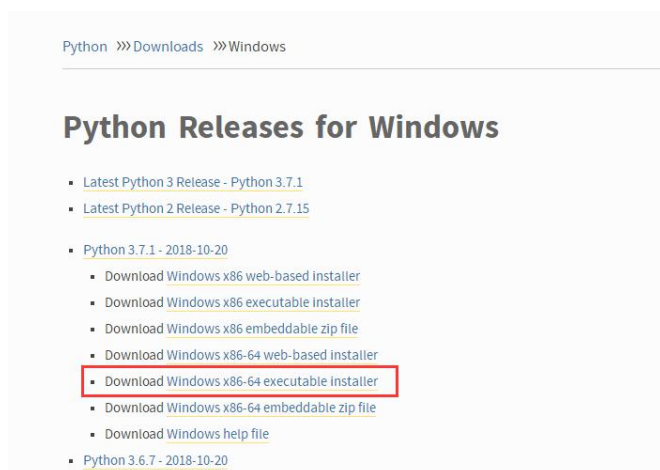 Python >>> Downloads >>> Windows
Python Releases for Windows
Latest Python 3 Release - Python 3.7.1
Latest Python 2 Release - Python 2.7.15
Python 3.7.1 - 2018-10-20
Download Windows x86 web-based installer
Download Windows x86 executable installer
Download Windows x86 embeddable zip file
Download Windows x86-64 web-based installer
Download Windows x86-64 executable installer
Download Windows x86-64 embeddable zip file
Download Windows help file
Python 3.6.7 - 2018-10-20